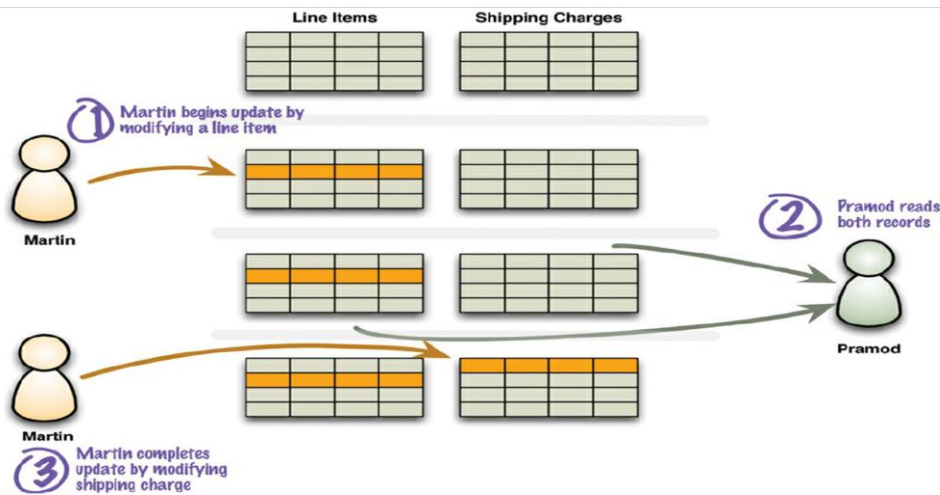 Line Items
Shipping Charges
1
Martin begins update by
modifying a line item
Martin
2
Pramod reads
both records
Pramod
Martin
3
Martin completes
update by modifying
shipping charge